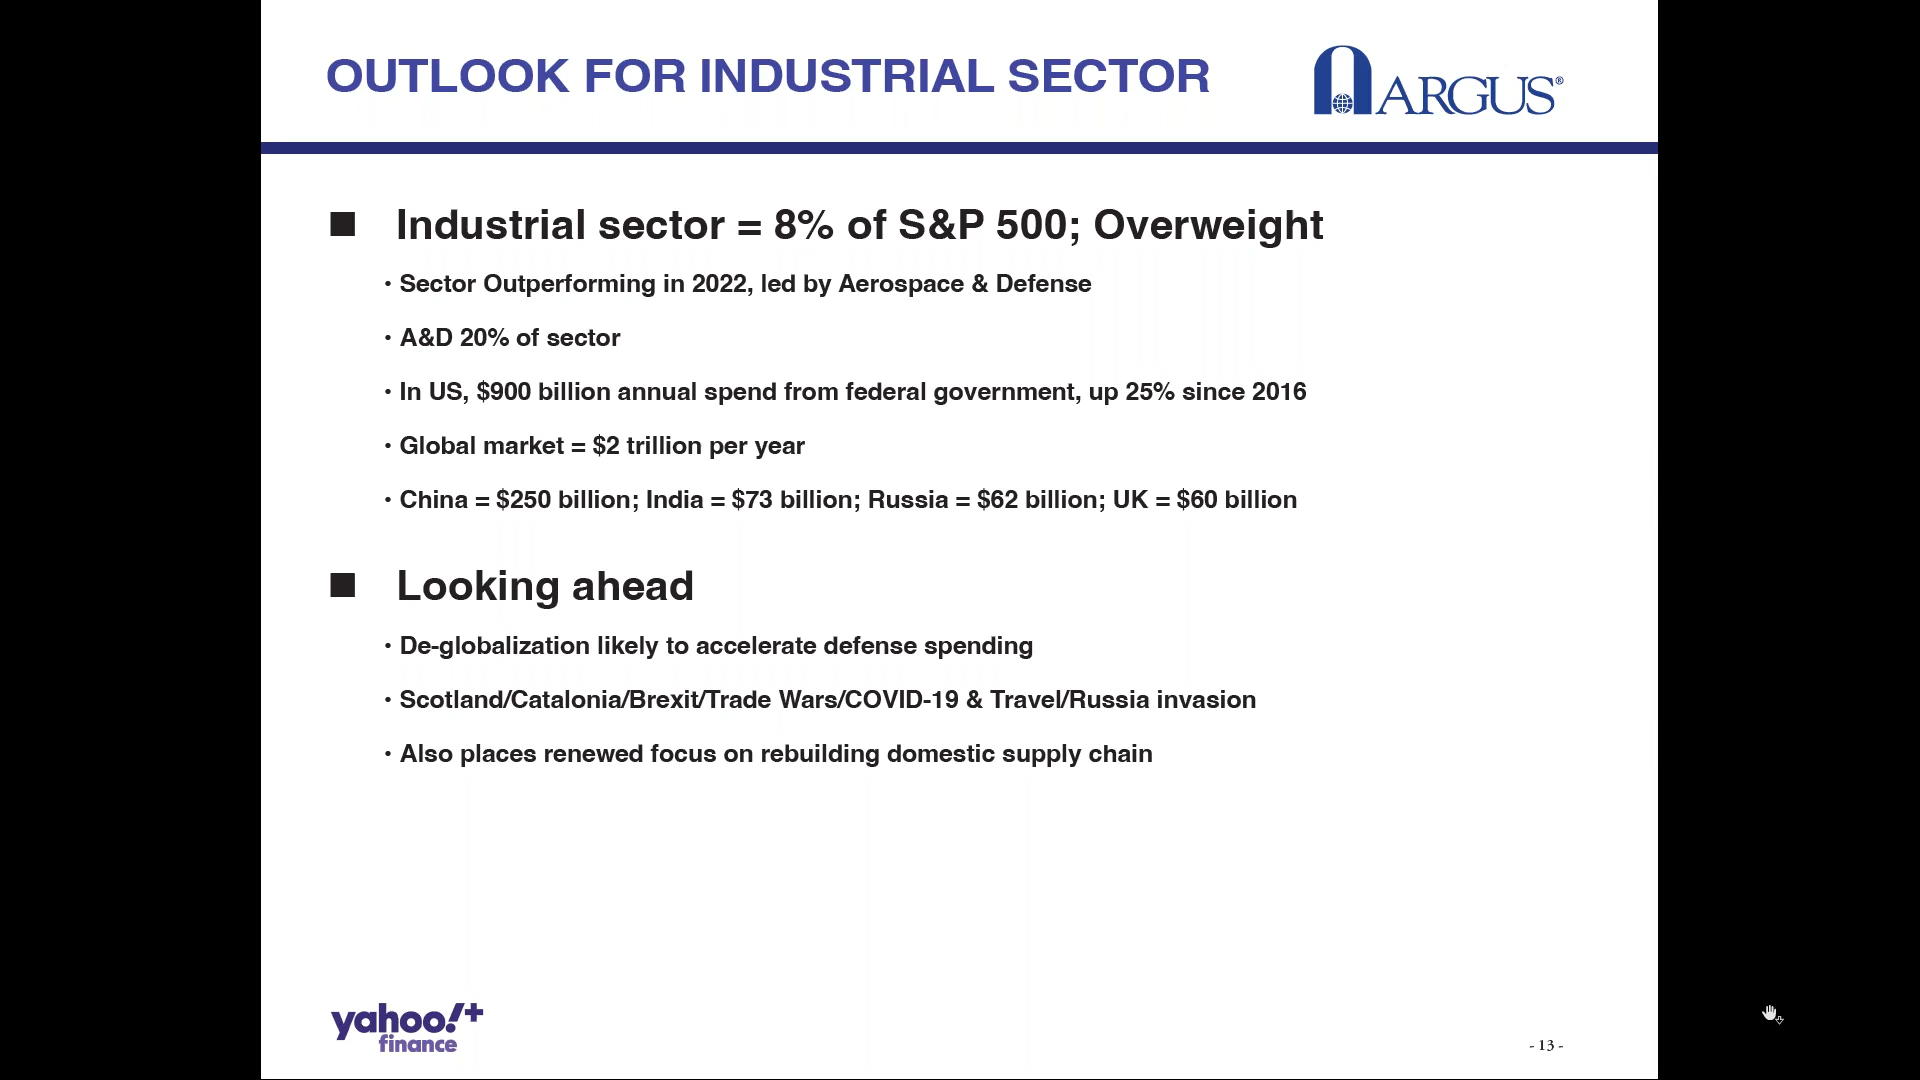 OUTLOOK FOR INDUSTRIAL SECTOR
ARGUS®
■ Industrial sector = 8% of S&P 500; Overweight
• Sector Outperforming in 2022, led by Aerospace & Defense
• A&D 20% of sector
• In US, $900 billion annual spend from federal government, up 25% since 2016
• Global market = $2 trillion per year
• China = $250 billion; India = $73 billion; Russia = $62 billion; UK = $60 billion
■ Looking ahead
• De-globalization likely to accelerate defense spending
• Scotland/Catalonia/Brexit/Trade Wars/COVID-19 & Travel/Russia invasion
• Also places renewed focus on rebuilding domestic supply chain
yahoo!+
finance
- 13 -